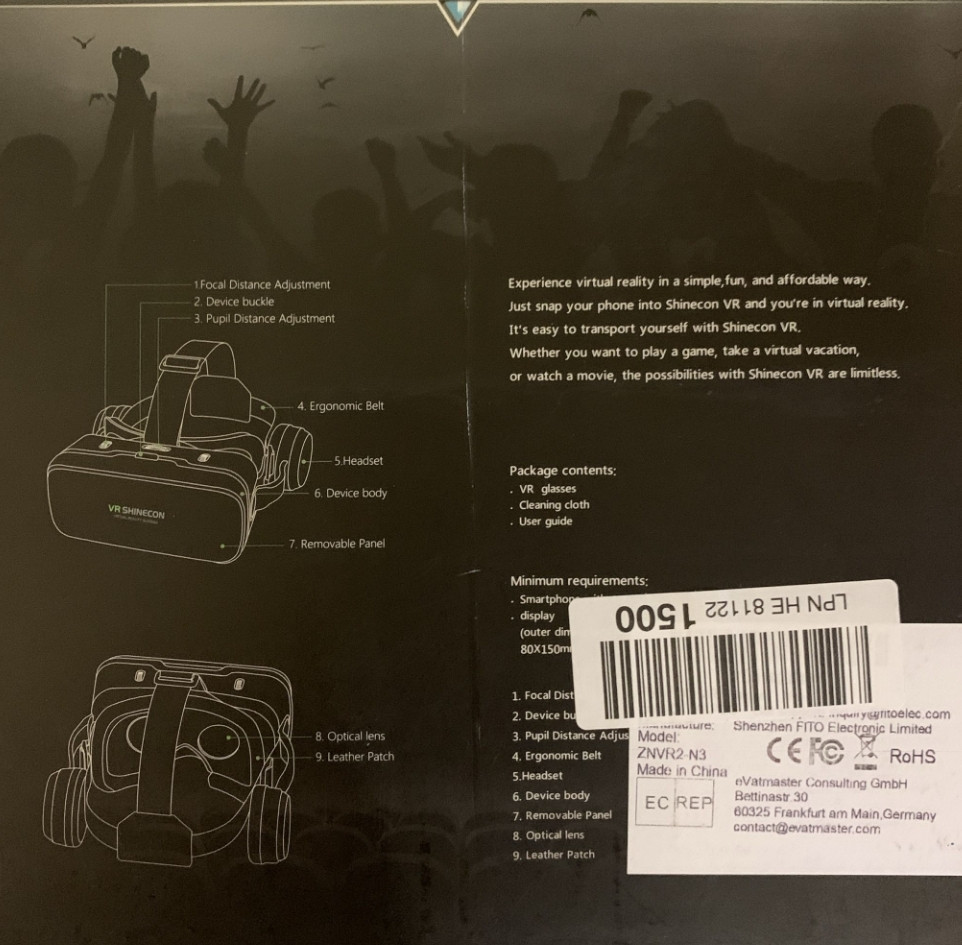 1.Focal Distance Adjustment
2. Device buckle
3. Pupil Distance Adjustment
4. Ergonomic Belt
5.Headset
6. Device body
7. Removable Panel
VR SHINECON
8. Optical lens
9. Leather Patch
Experience virtual reality in a simple,fun, and affordable way.
Just snap your phone into Shinecon VR and you're in virtual reality.
It's easy to transport yourself with Shinecon VR.
Whether you want to play a game, take a virtual vacation,
or watch a movie, the possibilities with Shinecon VR are limitless.
Package contents:
. VR glasses
. Cleaning cloth
. User guide
Minimum requirements:
. Smartphon
. display
(outer dim
80X150m
1. Focal Dist
2. Device bu
3. Pupil Distance Adjus
4. Ergonomic Belt
5.Headset
6. Device body
7. Removable Panel
8. Optical lens
9. Leather Patch
LPN HE 81122 1500
Shenzhen FITO Electronic Limited
Model:
ZNVR2-N3
Made in China
CE FC RoHS
EC REP
eVatmaster Consulting GmbH
Bettinastr 30
60325 Frankfurt am Main,Germany
contact@evatmaster.com